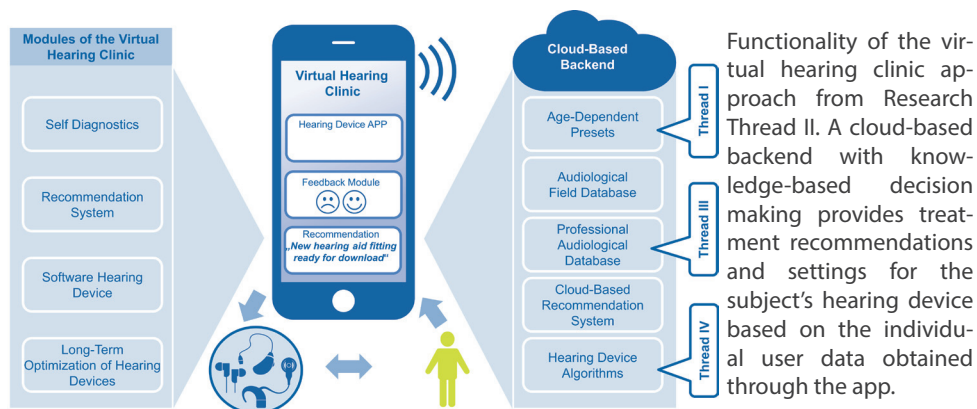 Modules of the Virtual
Hearing Clinic
Self Diagnostics
Recommendation
System
Software Hearing
Device
Long-Term
Optimization of Hearing
Devices
Virtual Hearing
Clinic
Hearing Device APP
Feedback Module
Recommendation
„New hearing aid fitting
ready for download“
Cloud-Based
Backend
Age-Dependent
Presets
Audiological
Field Database
Professional
Audiological
Database
Cloud-Based
Recommendation
System
Hearing Device
Algorithms
Thread I
Thread III
Thread IV
Functionality of the vir-
tual hearing clinic ap-
proach from Research
Thread II. A cloud-based
backend with know-
ledge-based decision
making provides treat-
ment recommendations
and settings for the
subject’s hearing device
based on the individu-
al user data obtained
through the app.